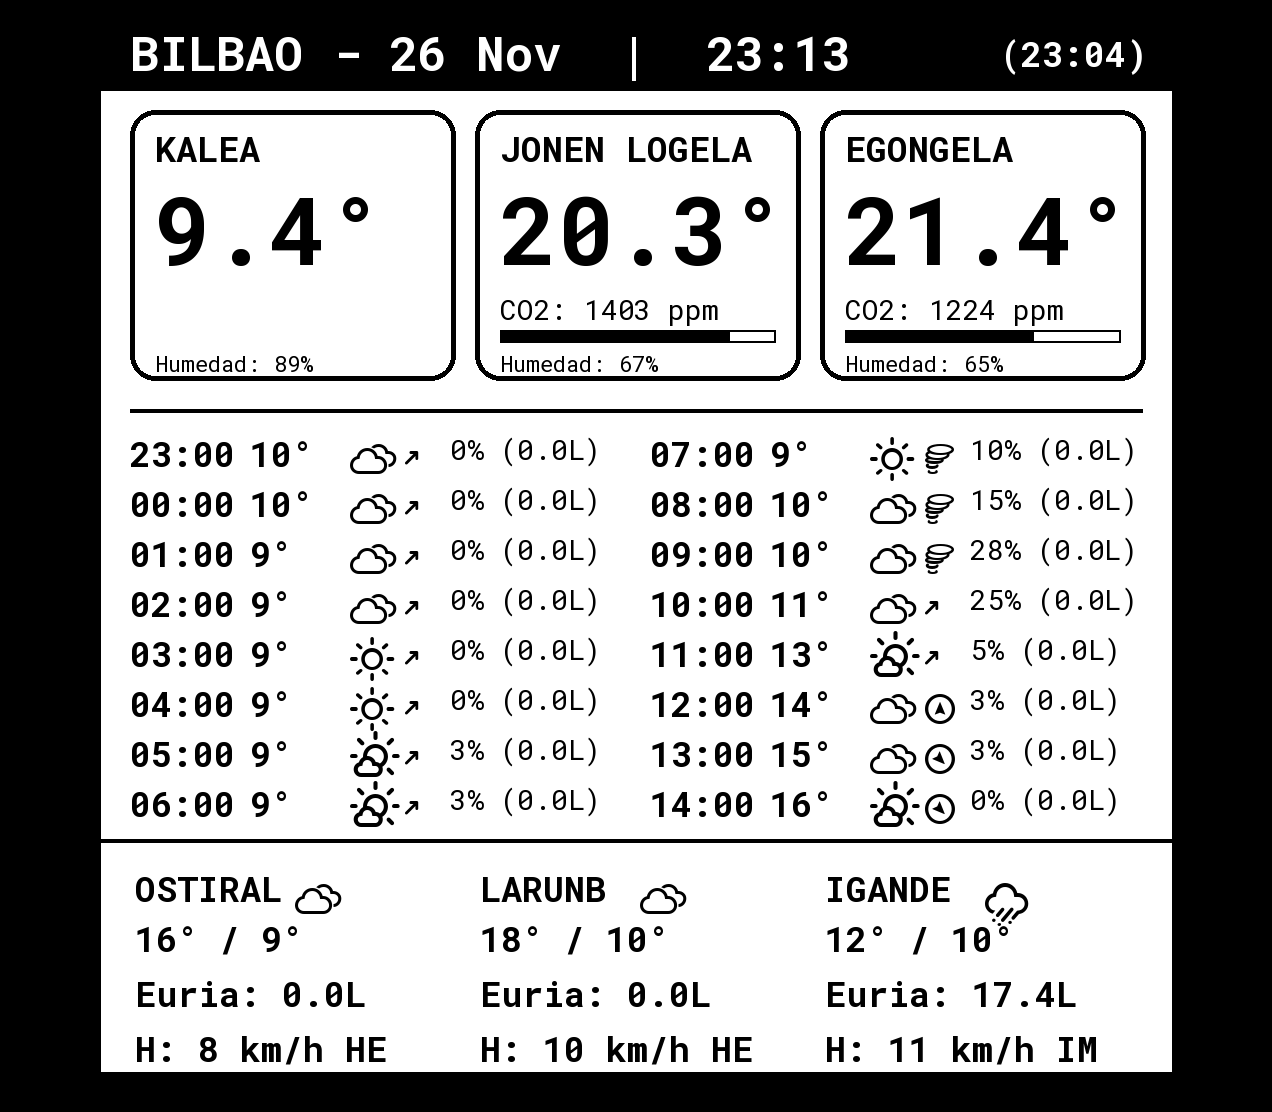 BILBAO - 26 Nov | 23:13 (23:04)
KALEA
9.4°
Humedad: 89%
JONEN LOGELA
20.3°
CO2: 1403 ppm
Humedad: 67%
EGONGELA
21.4°
CO2: 1224 ppm
Humedad: 65%
23:00 10° 0% (0.0L)
00:00 10° 0% (0.0L)
01:00 9° 0% (0.0L)
02:00 9° 0% (0.0L)
03:00 9° 0% (0.0L)
04:00 9° 0% (0.0L)
05:00 9° 3% (0.0L)
06:00 9° 3% (0.0L)
07:00 9° 10% (0.0L)
08:00 10° 15% (0.0L)
09:00 10° 28% (0.0L)
10:00 11° 25% (0.0L)
11:00 13° 5% (0.0L)
12:00 14° 3% (0.0L)
13:00 15° 3% (0.0L)
14:00 16° 0% (0.0L)
OSTIRAL
16° / 9°
Euria: 0.0L
H: 8 km/h HE
LARUNB
18° / 10°
Euria: 0.0L
H: 10 km/h HE
IGANDE
12° / 10°
Euria: 17.4L
H: 11 km/h IM